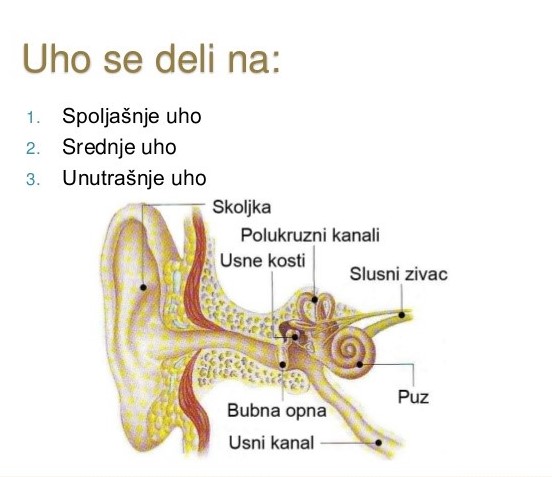 Uho se deli na:
1. Spoljašnje uho
2. Srednje uho
3. Unutrašnje uho
Skoljka
Polukruzni kanali
Usne kosti
Slusni zivac
Puz
Bubna opna
Usni kanal